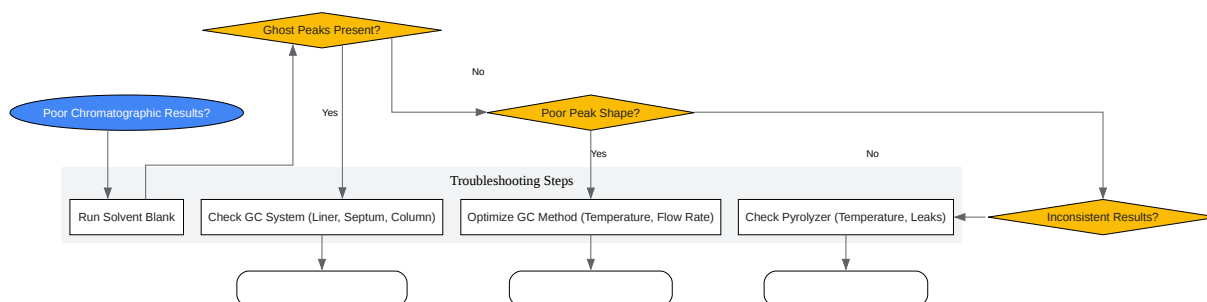 Ghost Peaks Present?
No
Poor Chromatographic Results?
Yes
Poor Peak Shape?
Yes
No
Troubleshooting Steps
Run Solvent Blank
Check GC System (Liner, Septum, Column)
Optimize GC Method (Temperature, Flow Rate)
Check Pyrolyzer (Temperature, Leaks)
Inconsistent Results?